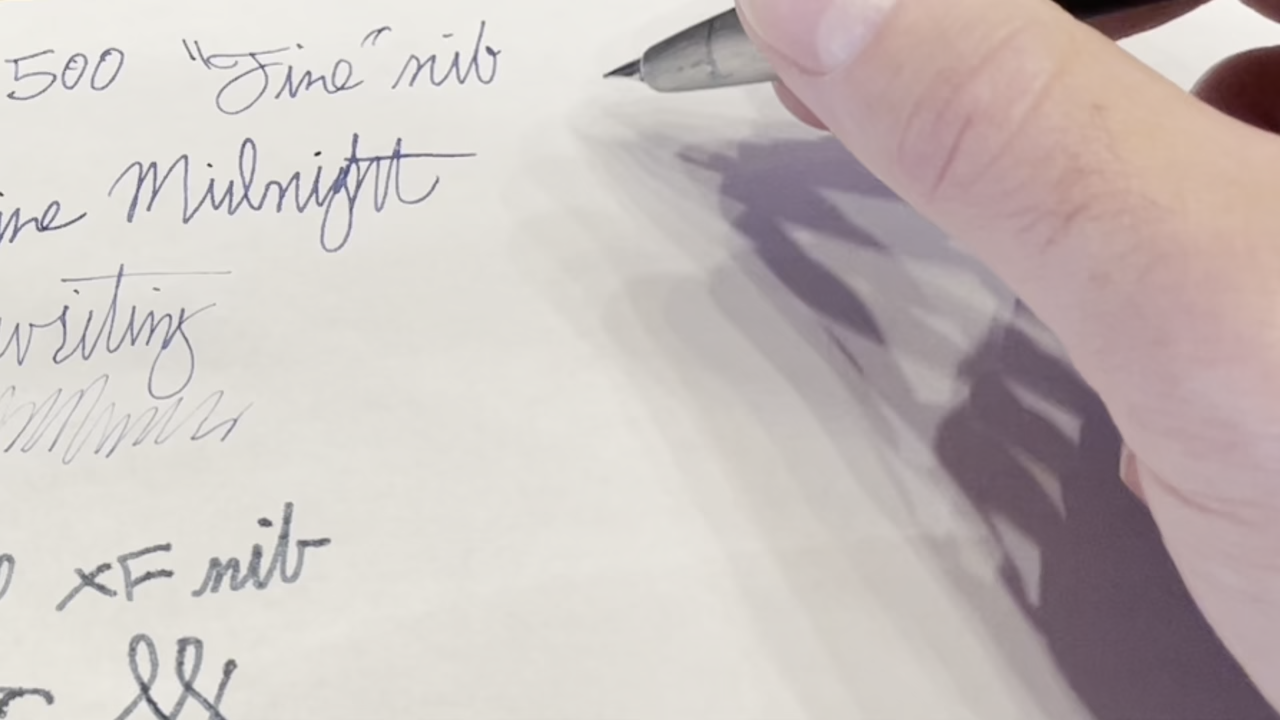 500 "Fine" nib
ine Midnight
writing
XF nib